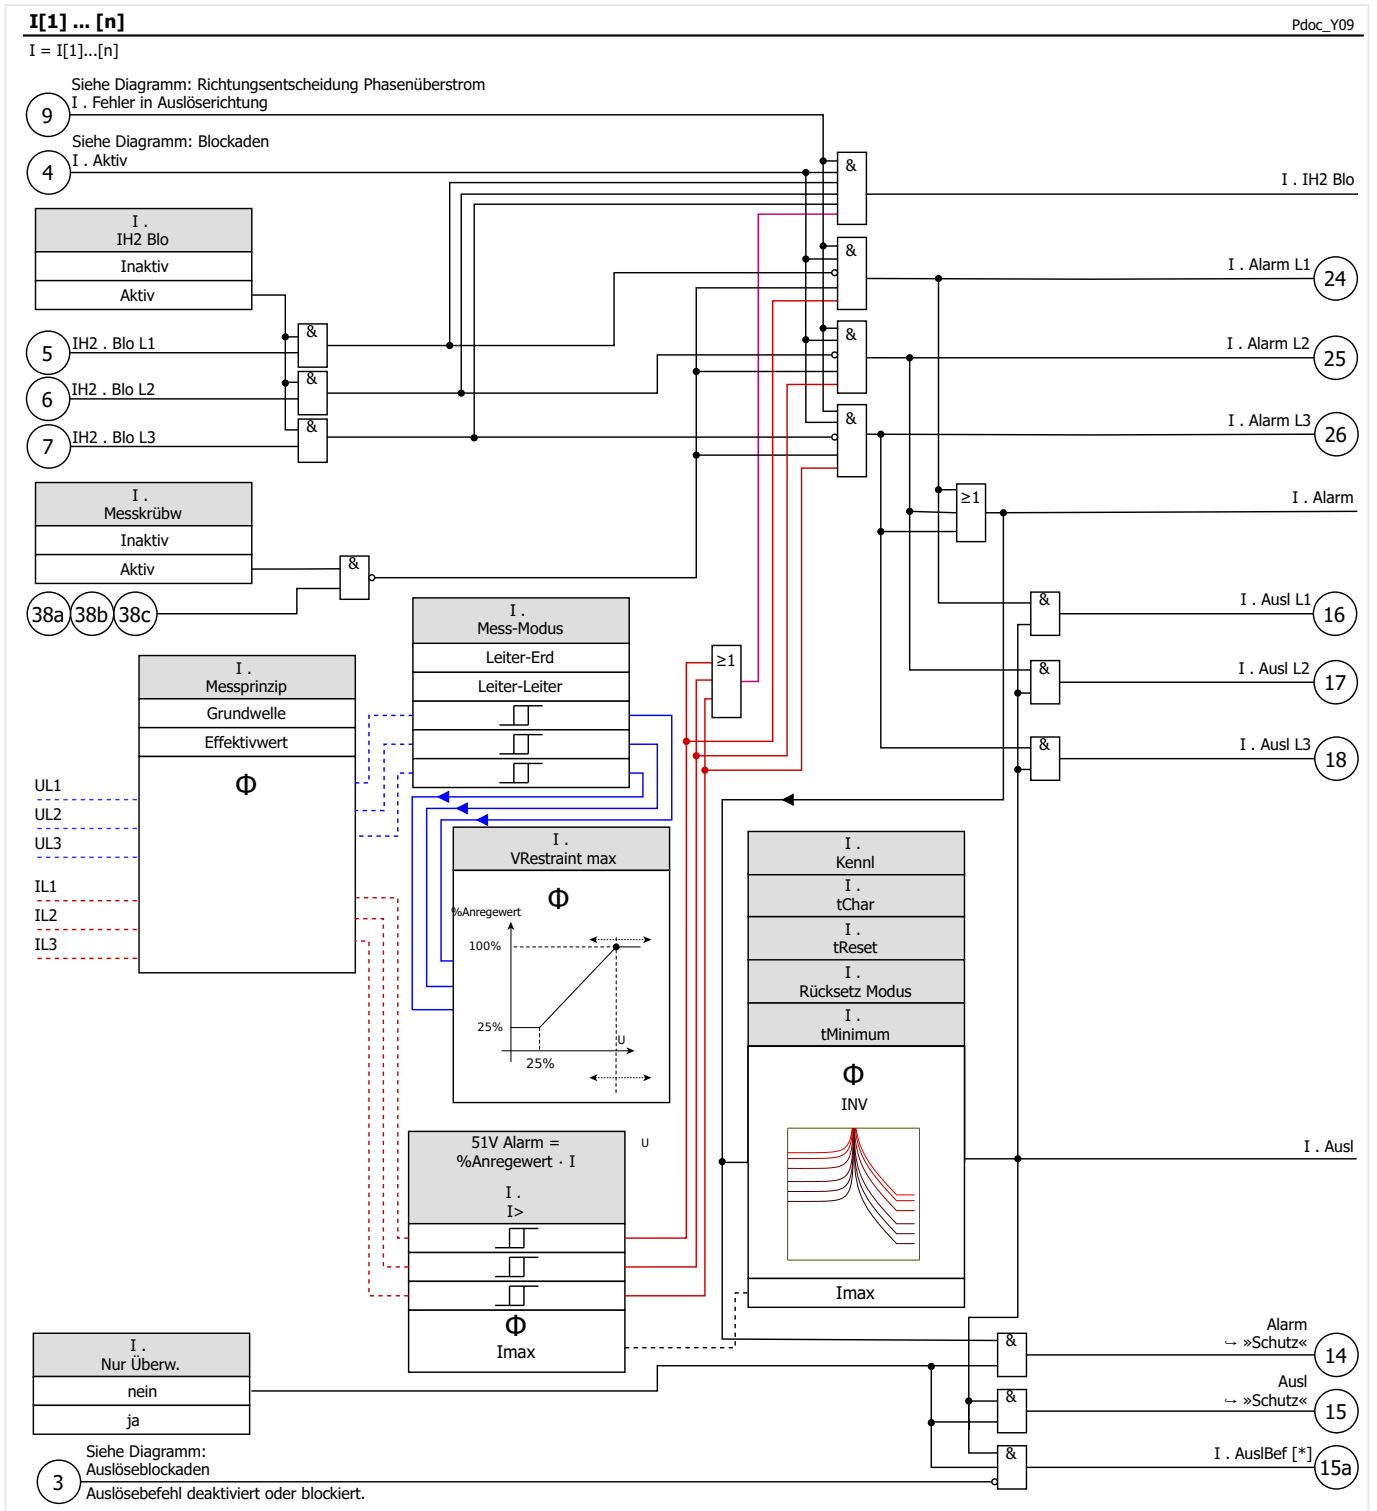 I[1] ... [n]
Pdoc_Y09
I = I[1]...[n]
Siehe Diagramm: Richtungsentscheidung Phasenüberstrom
9
I . Fehler in Auslöserichtung
Siehe Diagramm: Blockaden
4
I . Aktiv
&
I . IH2 Blo
I .
IH2 Blo
Inaktiv
Aktiv
&
I . Alarm L1
24
5
IH2 . Blo L1
&
&
I . Alarm L2
25
6
IH2 . Blo L2
&
7
IH2 . Blo L3
&
&
I . Alarm L3
26
I .
Messkrübw
Inaktiv
Aktiv
≥1
I . Alarm
&
38a
38b
38c
&
I . Ausl L1
16
I .
Mess-Modus
Leiter-Erd
Leiter-Leiter
≥1
&
I . Ausl L2
17
I .
Messprinzip
Grundwelle
Effektivwert
Φ
&
I . Ausl L3
18
UL1
UL2
UL3
IL1
IL2
IL3
I .
VRestraint max
Φ
%Anregewert
100%
25%
U
25%
I .
Kennl
I .
tChar
I .
tReset
I .
Rücksetz Modus
I .
tMinimum
Φ
INV
Imax
I . Ausl
51V Alarm =
%Anregewert · I
U
I .
I>
Φ
Imax
I .
Nur Überw.
nein
ja
&
Alarm
↪ »Schutz«
14
&
Ausl
↪ »Schutz«
15
&
I . AuslBef [*]
15a
Siehe Diagramm:
3
Auslöseblockaden
Auslösebefehl deaktiviert oder blockiert.